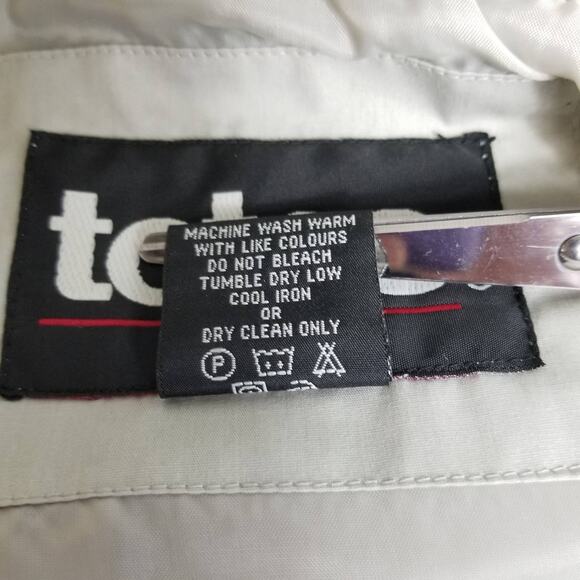 MACHINE WASH WARM
WITH LIKE COLOURS
DO NOT BLEACH
TUMBLE DRY LOW
COOL IRON
OR
DRY CLEAN ONLY
P